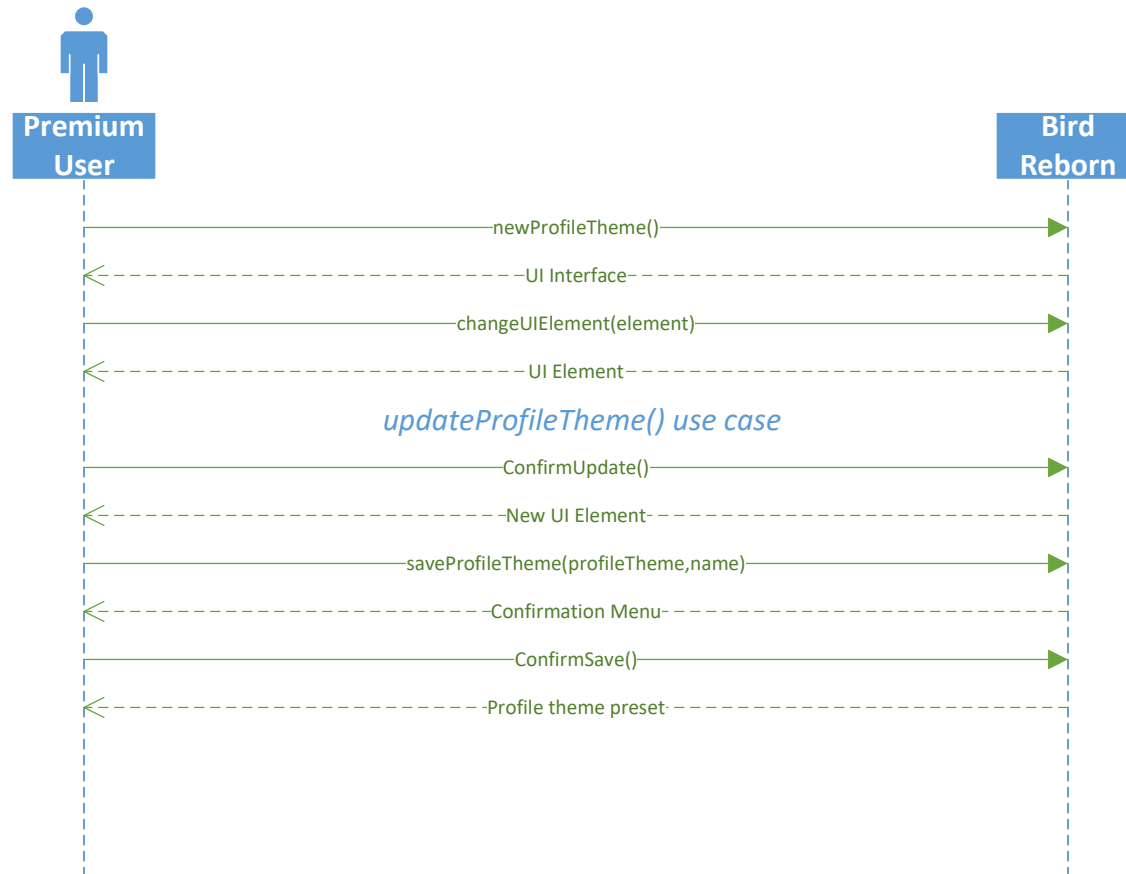 Premium
User
Bird
Reborn
newProfileTheme()
UI Interface
changeUIElement(element)
UI Element
updateProfileTheme() use case
ConfirmUpdate()
New UI Element
saveProfileTheme(profileTheme,name)
Confirmation Menu
ConfirmSave()
Profile theme preset